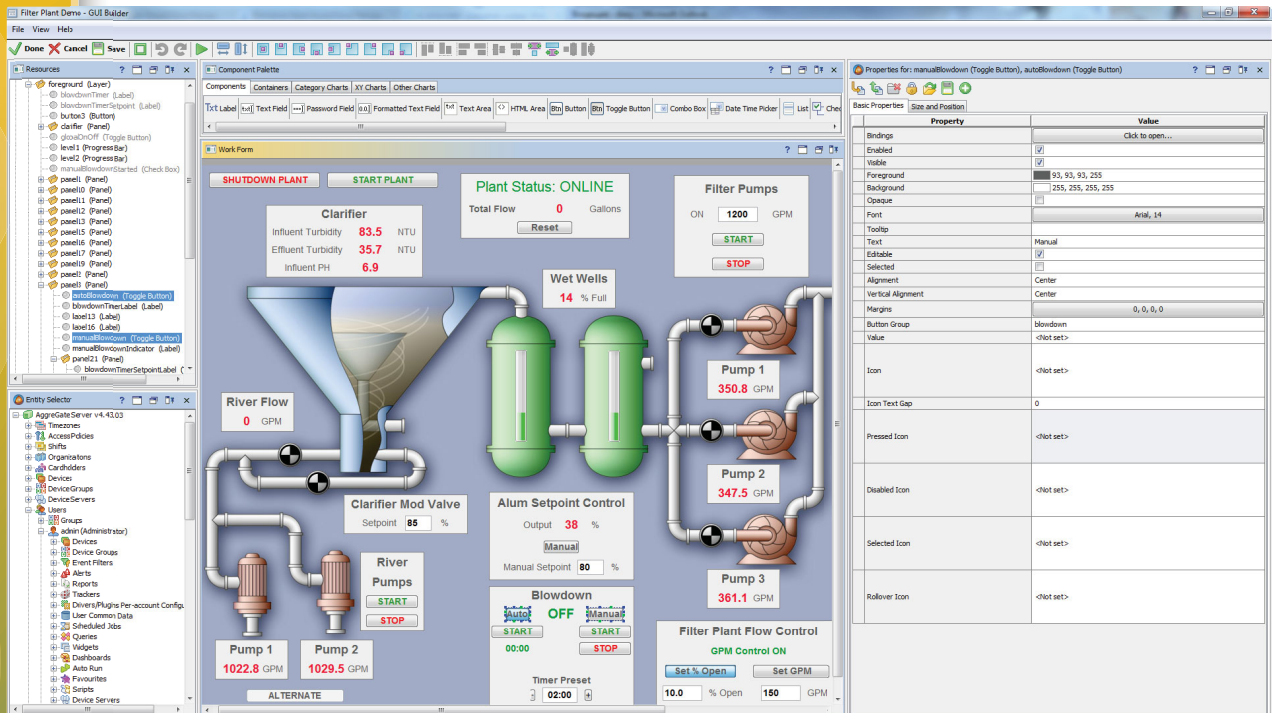 Filter Plant Demo - GUI Builder
File View Help
Done Cancel Save
Resources
foreground (Layer)
blowdownTimer (Label)
blowdownTimerSetpoint (Label)
button3 (Button)
clarifier (Panel)
(Toggle Button)
level1 (ProgressBar)
level2 (ProgressBar)
manualBlowdownStarted (Check Box)
panel1 (Panel)
panel10 (Panel)
panel11 (Panel)
panel12 (Panel)
panel13 (Panel)
panel15 (Panel)
panel16 (Panel)
panel17 (Panel)
panel19 (Panel)
panel2 (Panel)
panel3 (Panel)
autoBlowdown (Toggle Button)
blowdownTimerLabel (Label)
label13 (Label)
label16 (Label)
manualBlowdown (Toggle Button)
manualBlowdownIndicator (Label)
panel21 (Panel)
blowdownTimerSetpointLabel (
Entity Selector
AggreGate Server v4.43.03
Timezones
Access Policies
Shifts
Organizations
Cardholders
Devices
Device Groups
Device Servers
Users
Groups
admin (Administrator)
Devices
Device Groups
Event Filters
Alerts
Reports
Trackers
Drivers/Plugins Per-account Configu
User Common Data
Scheduled Jobs
Queries
Widgets
Dashboards
Auto Run
Favourites
Scripts
Device Servers
Component Palette
Components Containers Category Charts XY Charts Other Charts
Txt Label Text Field Password Field Formatted Text Field Text Area HTML Area Btn Button Btn Toggle Button Combo Box Date Time Picker List Chec
Work Form
SHUTDOWN PLANT START PLANT
Plant Status: ONLINE
Total Flow 0 Gallons
Reset
Filter Pumps
ON 1200 GPM
START
STOP
Clarifier
Influent Turbidity 83.5 NTU
Effluent Turbidity 35.7 NTU
Influent PH 6.9
Wet Wells
14 % Full
River Flow
0 GPM
Pump 1
350.8 GPM
Pump 2
347.5 GPM
Pump 3
361.1 GPM
Clarifier Mod Valve
Setpoint 85 %
Alum Setpoint Control
Output 38 %
Manual
Manual Setpoint 80 %
River
Pumps
START
STOP
Pump 1
1022.8 GPM
Pump 2
1029.5 GPM
ALTERNATE
Blowdown
Auto OFF Manual
START START
00:00 STOP
Timer Preset
- 02:00 +
Filter Plant Flow Control
GPM Control ON
Set % Open Set GPM
10.0 % Open 150 GPM
Properties for: manualBlowdown (Toggle Button), autoBlowdown (Toggle Button)
Basic Properties Size and Position
Property Value
Bindings Click to open...
Enabled
Visible
Foreground 93, 93, 93, 255
Background 255, 255, 255, 255
Opaque
Font Arial, 14
Tooltip
Text Manual
Editable
Selected
Alignment Center
Vertical Alignment Center
Margins 0, 0, 0, 0
Button Group blowdown
Value <Not set>
Icon <Not set>
Icon Text Gap 0
Pressed Icon <Not set>
Disabled Icon <Not set>
Selected Icon <Not set>
Rollover Icon <Not set>